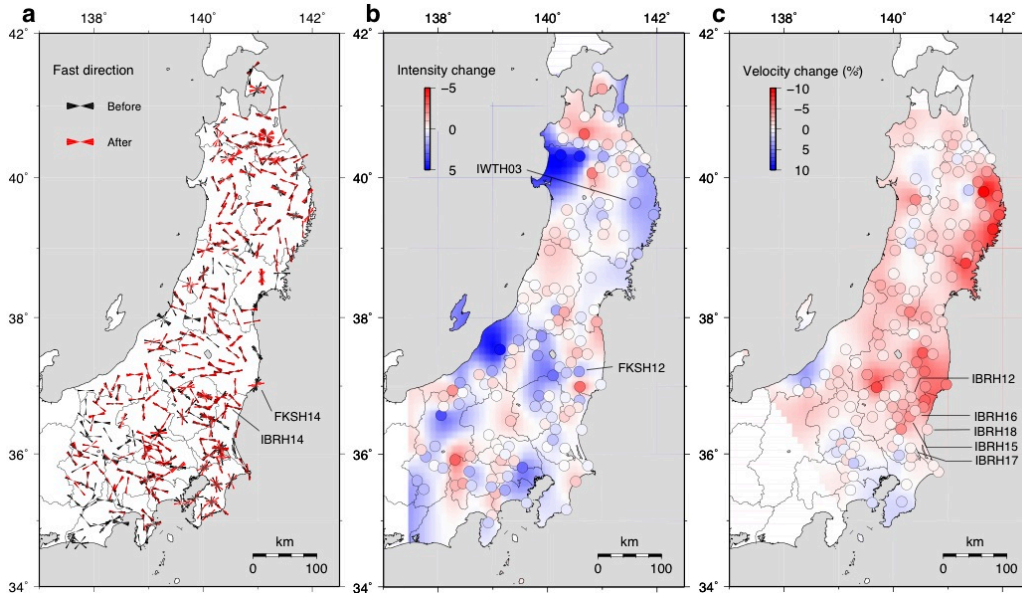 a
138˚ 140˚ 142˚
42˚
40˚
38˚
36˚
34˚
Fast direction
Before
After
FKSH14
IBRH14
km
0 100
b
138˚ 140˚ 142˚
42˚
40˚
38˚
36˚
34˚
Intensity change
-5
0
5
IWTH03
FKSH12
km
0 100
c
138˚ 140˚ 142˚
42˚
40˚
38˚
36˚
34˚
Velocity change (%)
-10
-5
0
5
10
IBRH12
IBRH16
IBRH18
IBRH15
IBRH17
km
0 100